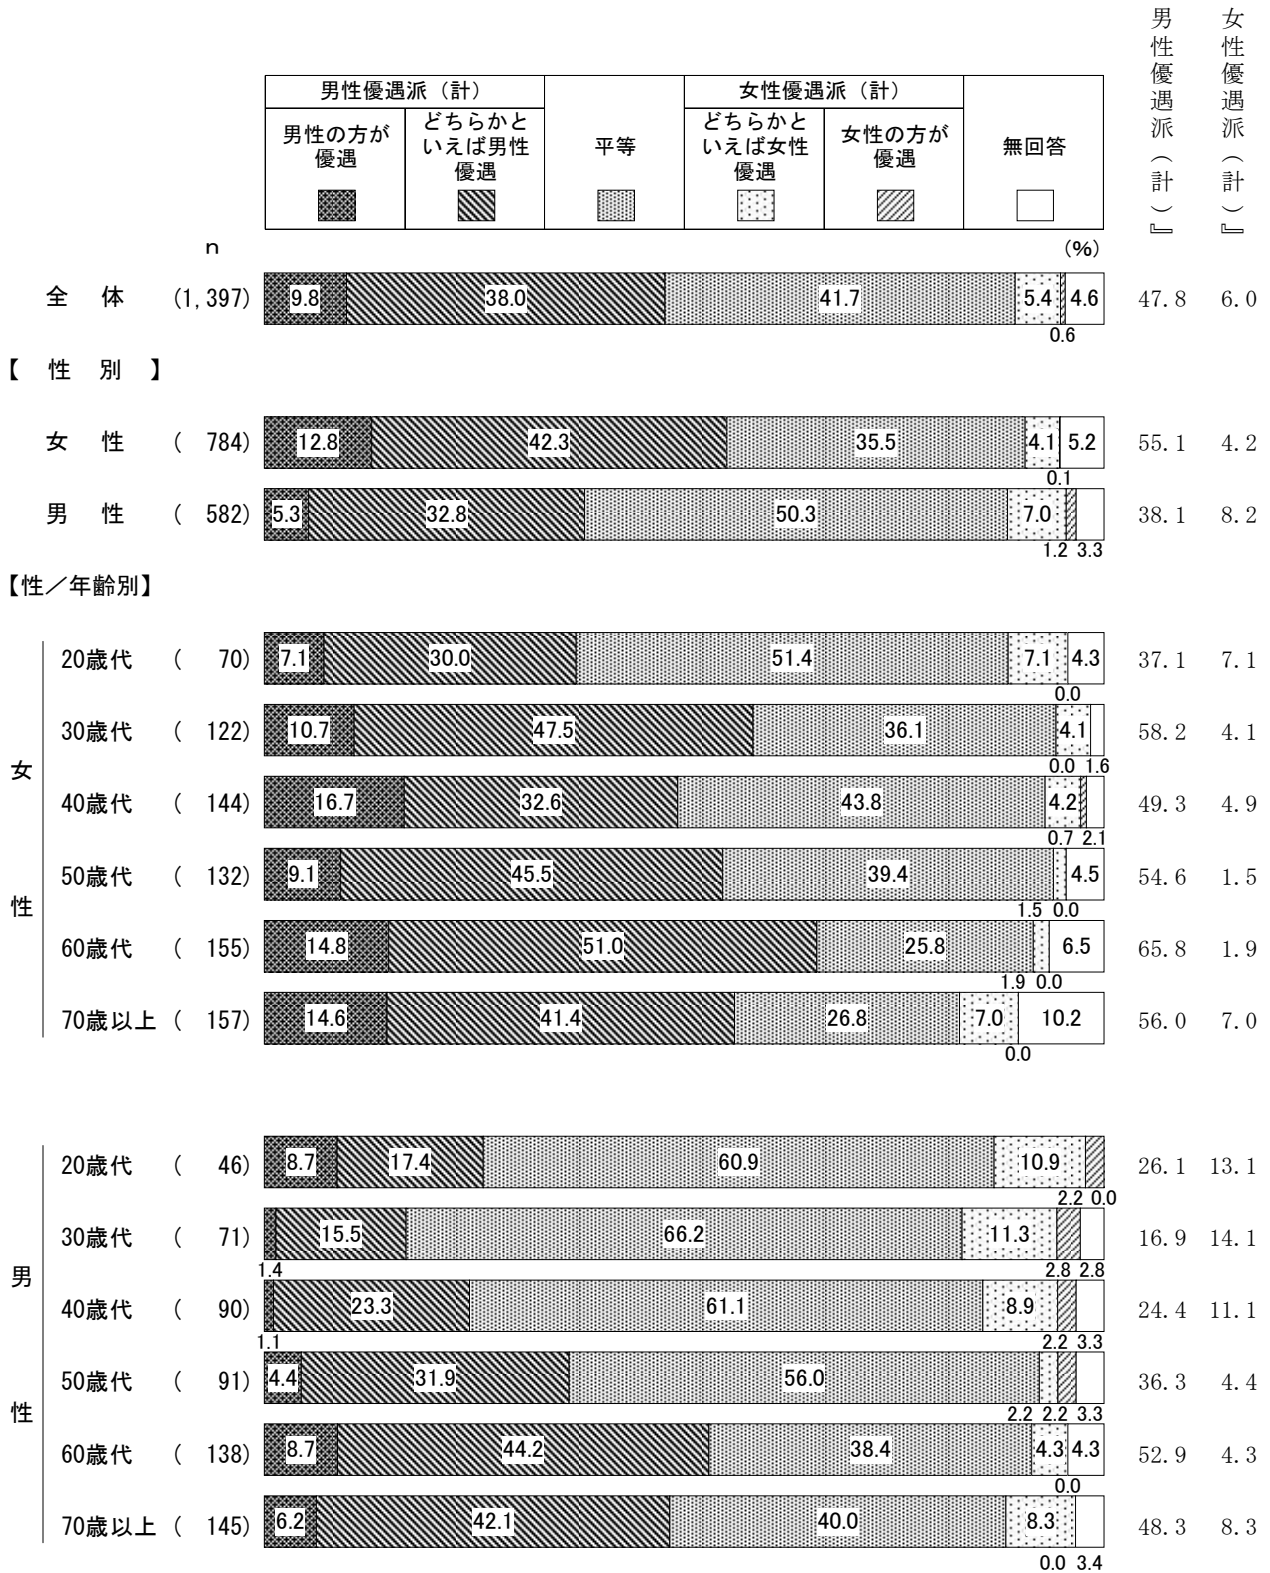 男性優遇派（計）』
女性優遇派（計）』
男性優遇派（計）
女性優遇派（計）
男性の方が
優遇
どちらかと
いえば男性
優遇
平等
どちらかと
いえば女性
優遇
女性の方が
優遇
無回答
n
(%)
全 体 (1,397) 9.8 38.0 41.7 5.4 4.6 47.8 6.0
0.6
【 性 別 】
女 性 ( 784) 12.8 42.3 35.5 4.1 5.2 55.1 4.2
0.1
男 性 ( 582) 5.3 32.8 50.3 7.0 38.1 8.2
1.2 3.3
【性／年齢別】
女性
20歳代 ( 70) 7.1 30.0 51.4 7.1 4.3 37.1 7.1
0.0
30歳代 ( 122) 10.7 47.5 36.1 4.1 58.2 4.1
0.0 1.6
40歳代 ( 144) 16.7 32.6 43.8 4.2 49.3 4.9
0.7 2.1
50歳代 ( 132) 9.1 45.5 39.4 4.5 54.6 1.5
1.5 0.0
60歳代 ( 155) 14.8 51.0 25.8 6.5 65.8 1.9
1.9 0.0
70歳以上 ( 157) 14.6 41.4 26.8 7.0 10.2 56.0 7.0
0.0
男性
20歳代 ( 46) 8.7 17.4 60.9 10.9 26.1 13.1
2.2 0.0
30歳代 ( 71) 15.5 66.2 11.3 16.9 14.1
1.4 2.8 2.8
40歳代 ( 90) 23.3 61.1 8.9 24.4 11.1
1.1 2.2 3.3
50歳代 ( 91) 4.4 31.9 56.0 36.3 4.4
2.2 2.2 3.3
60歳代 ( 138) 8.7 44.2 38.4 4.3 4.3 52.9 4.3
0.0
70歳以上 ( 145) 6.2 42.1 40.0 8.3 48.3 8.3
0.0 3.4